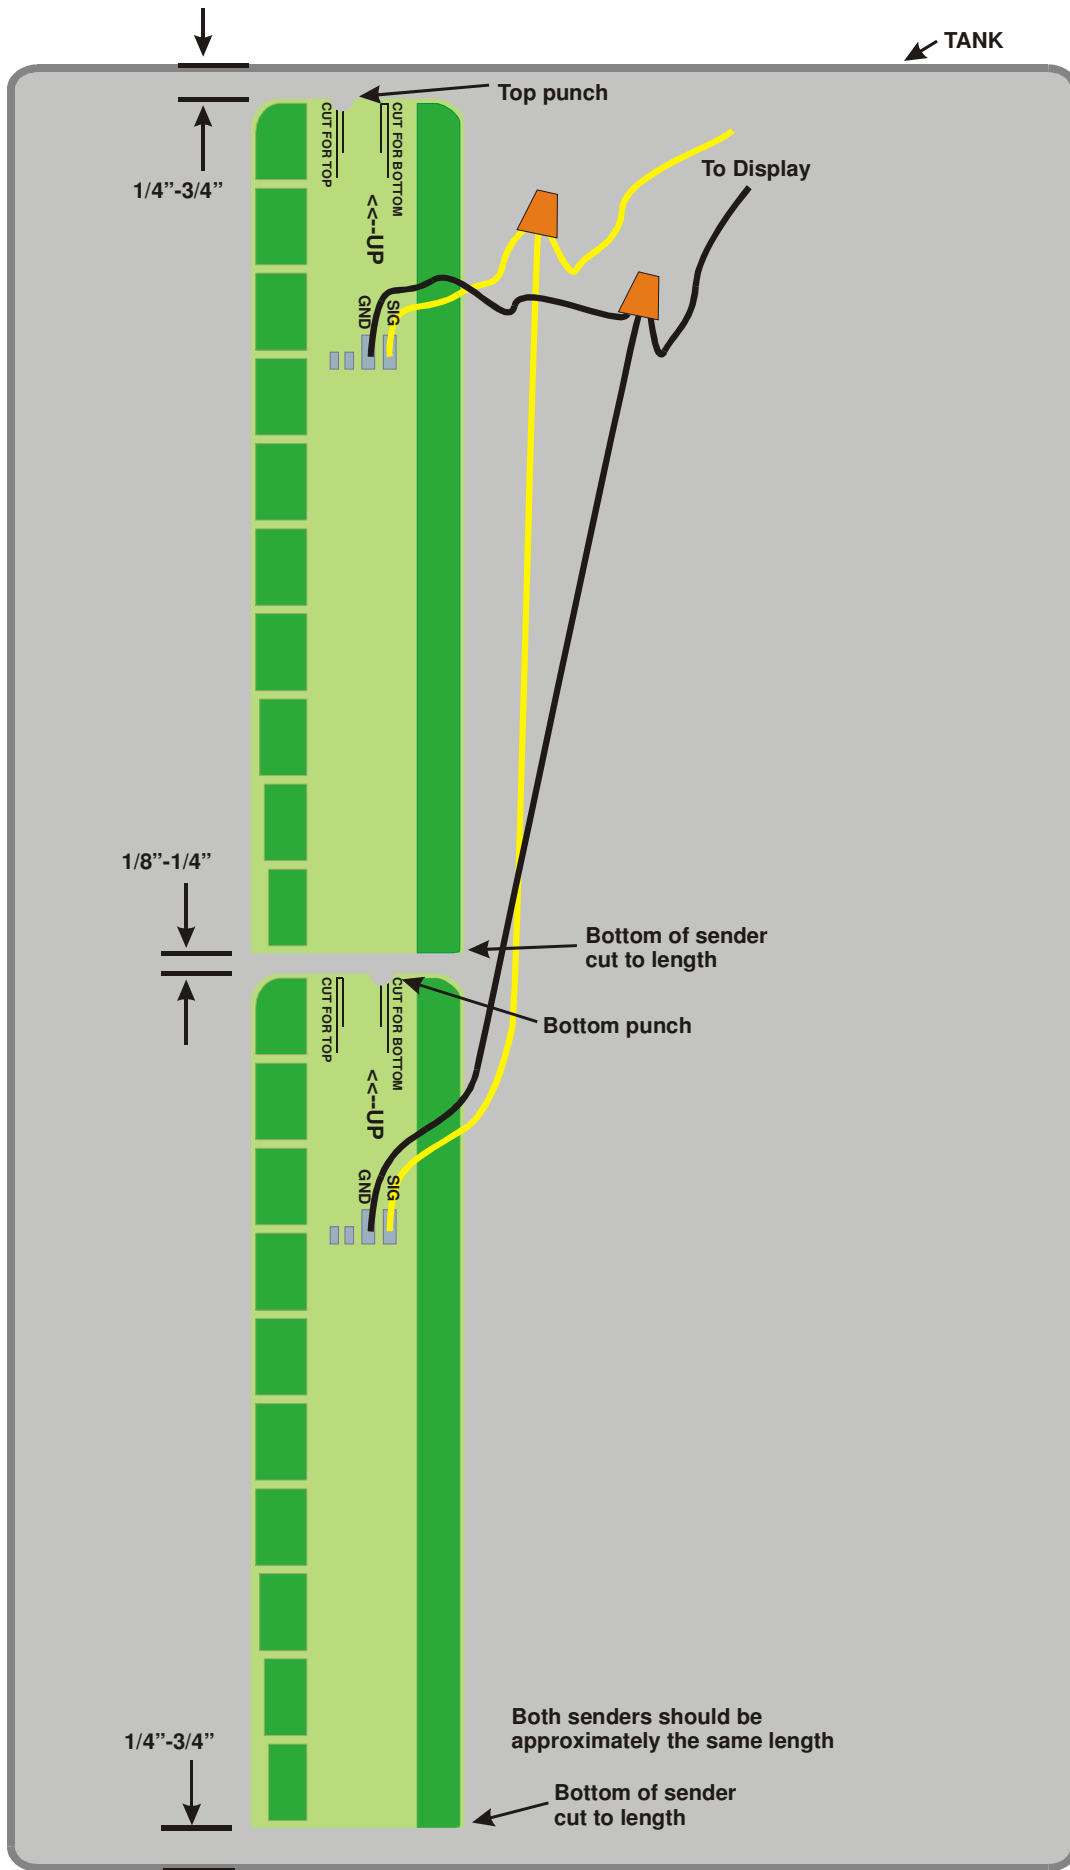 TANK
Top punch
CUT FOR TOP
CUT FOR BOTTOM
1/4”-3/4”
To Display
<<--UP
GND
SIG
1/8”-1/4”
Bottom of sender
cut to length
CUT FOR TOP
CUT FOR BOTTOM
Bottom punch
<<--UP
GND
SIG
Both senders should be
approximately the same length
1/4”-3/4”
Bottom of sender
cut to length